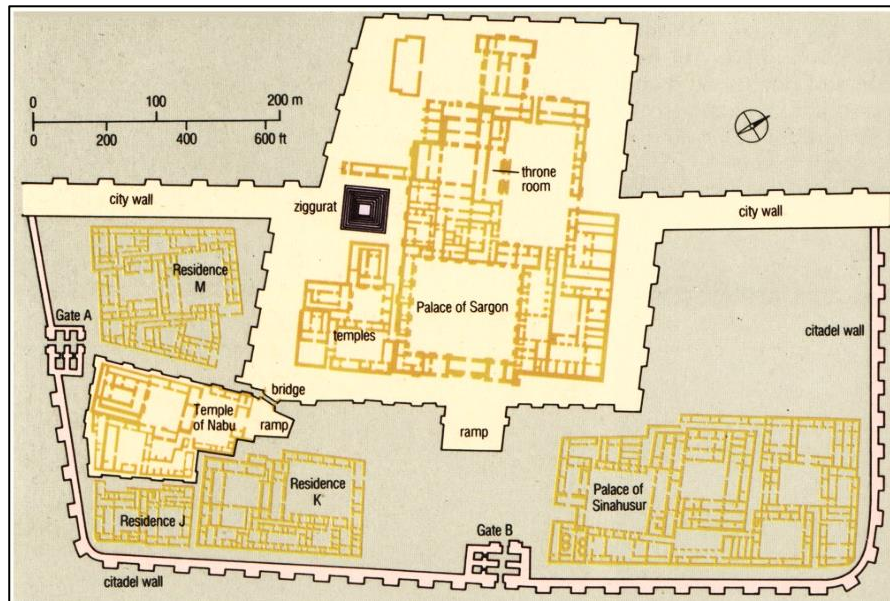 0 100 200 m
0 200 400 600 ft
throne
room
city wall
ziggurat
city wall
Residence
M
Palace of Sargon
Gate A
temples
citadel wall
bridge
Temple
of Nabu
ramp
ramp
Residence
K
Palace of
Sinahusur
Residence J
Gate B
citadel wall